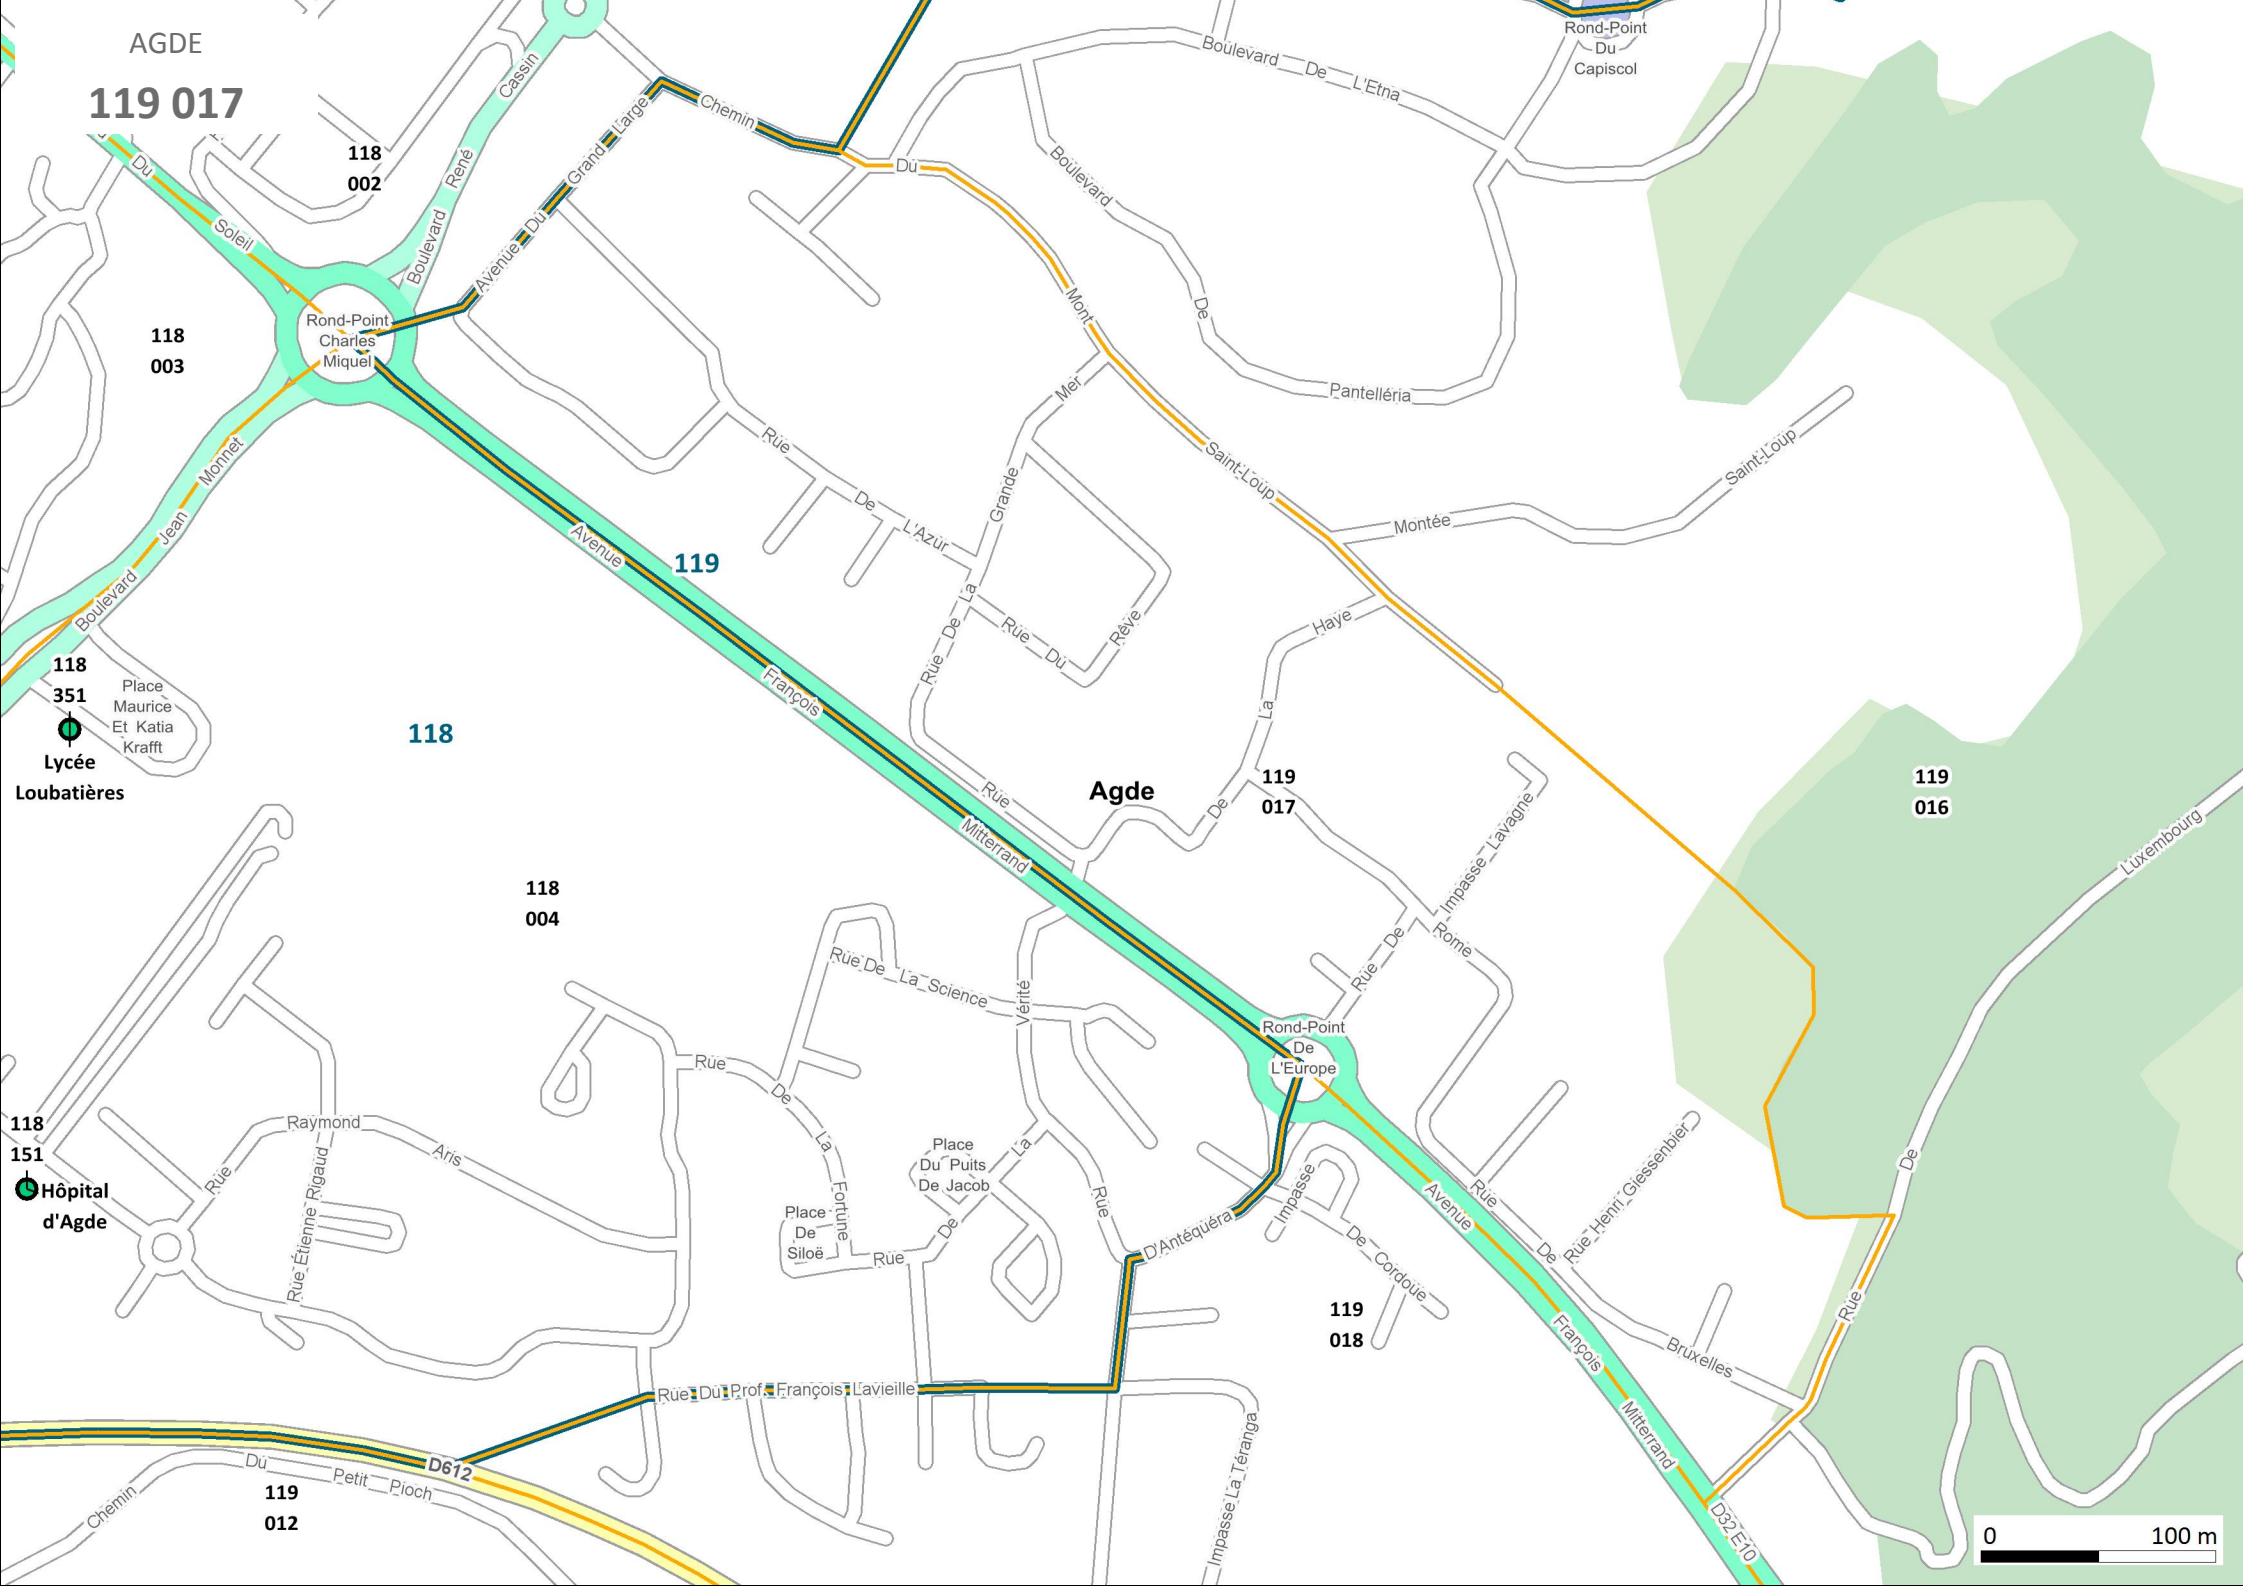 AGDE
119 017
Rond-Point
Du
Capiscol
Boulevard De L'Etna
Boulevard René Cassin
Chemin Du Mont Saint-Loup
Avenue Du Grand Large
118
002
Du Soleil
Boulevard De Pantelléria
Rond-Point
Charles
Miquel
118
003
Rue De La Grande Mer
Rue De L'Azur
Montée Saint-Loup
Boulevard Jean Monnet
Avenue François Mitterrand
119
Rue Du Rêve
Rue De La Haye
118
351
Place
Maurice
Et Katia
Krafft
Lycée
Loubatières
118
Agde
119
017
119
016
Impasse Lavagne
Rue De Luxembourg
118
004
Rue De Rome
Rue De La Science
Rue De La Vérité
Rond-Point
De
L'Europe
Rue De La Fortune
118
151
Hôpital
d'Agde
Rue Raymond Aris
Rue Étienne Rigaud
Place
Du Puits
De Jacob
Place
De
Siloë
Rue D'Antéquéra
Impasse De Cordoue
Avenue François Mitterrand
Rue Henri Giessenbier
Rue De Bruxelles
119
018
Rue Du Prof. François Lavieille
Impasse La Téranga
D612
Chemin Du Petit Pioch
119
012
D32 E10
0 100 m